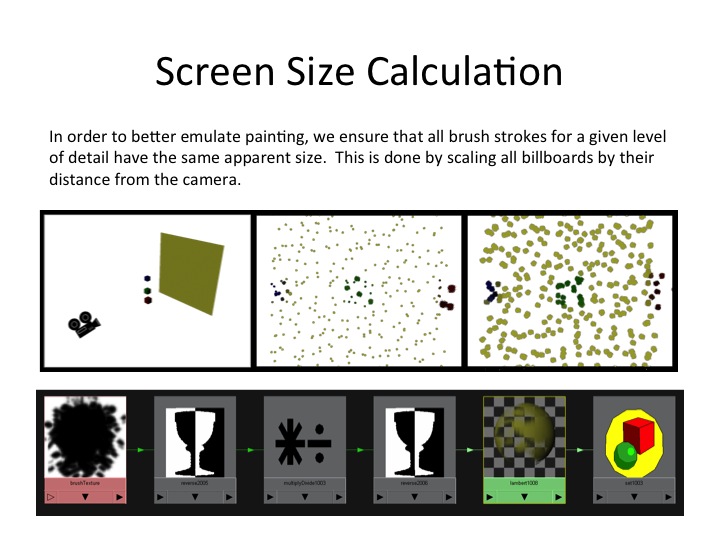 Screen Size Calculation
In order to better emulate painting, we ensure that all brush strokes for a given level
of detail have the same apparent size.  This is done by scaling all billboards by their
distance from the camera.
brushTexture
reverse2005
multiplyDivide1003
reverse2006
lambert1008
set1003